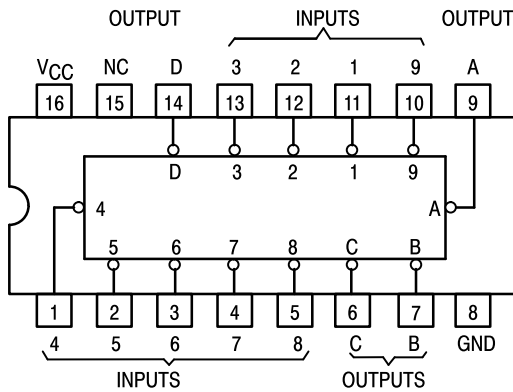 OUTPUT INPUTS OUTPUT
VCC NC D 3 2 1 9 A
16 15 14 13 12 11 10 9
D 3 2 1 9
4 A
5 6 7 8 C B
1 2 3 4 5 6 7 8
4 5 6 7 8 C B GND
INPUTS OUTPUTS